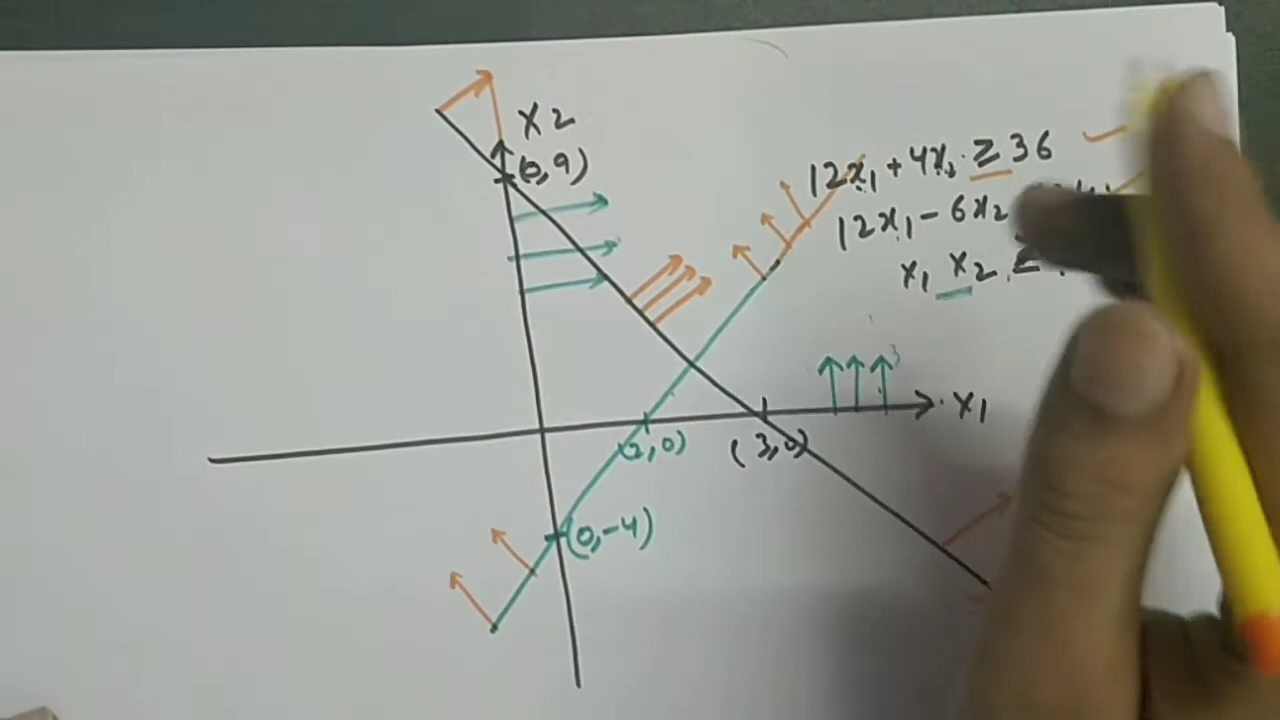 X2
(0,9)
12x₁ + 4x₂ ≥ 36
12x₁ - 6x₂
x₁ x₂ ≥
x₁
(2,0)
(3,0)
(0,-4)